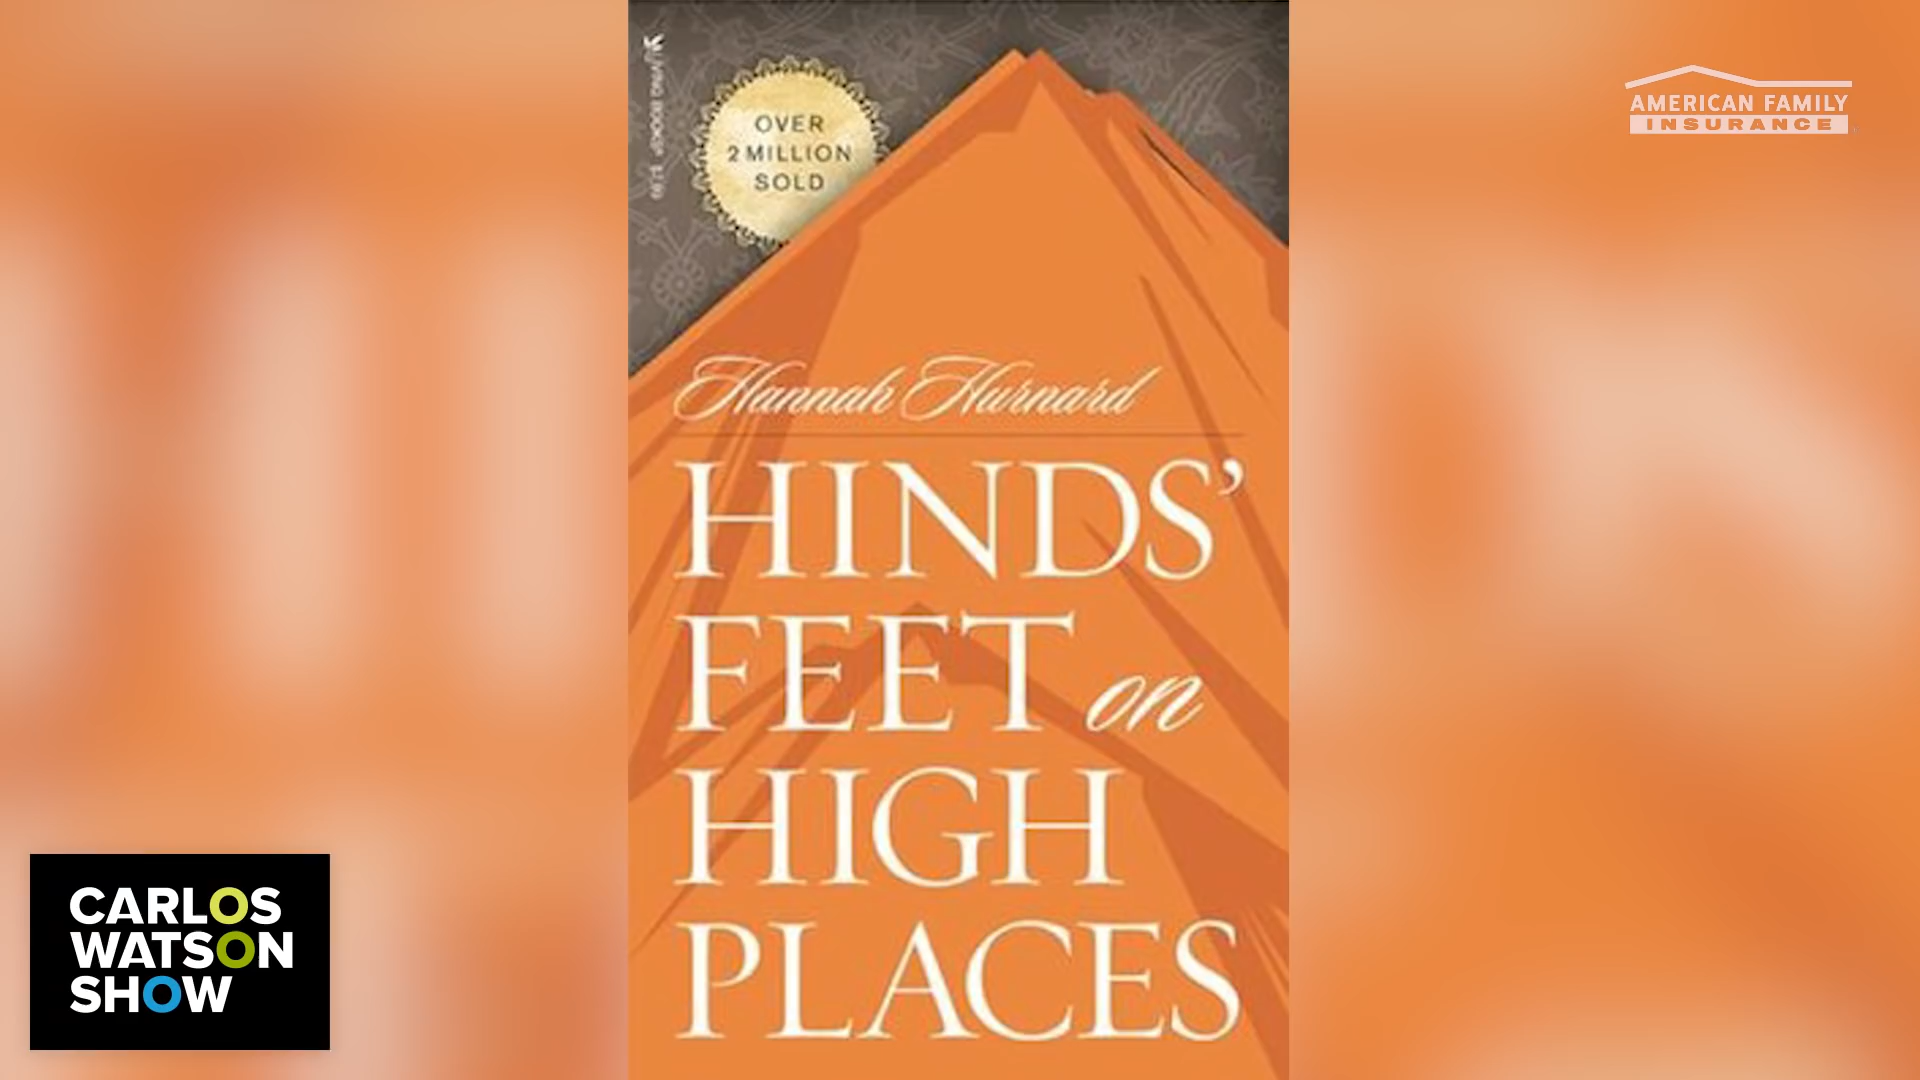 OVER
2 MILLION
SOLD
AMERICAN FAMILY
INSURANCE
Hannah Hurnard
HINDS'
FEET on
HIGH
PLACES
CARLOS
WATSON
SHOW